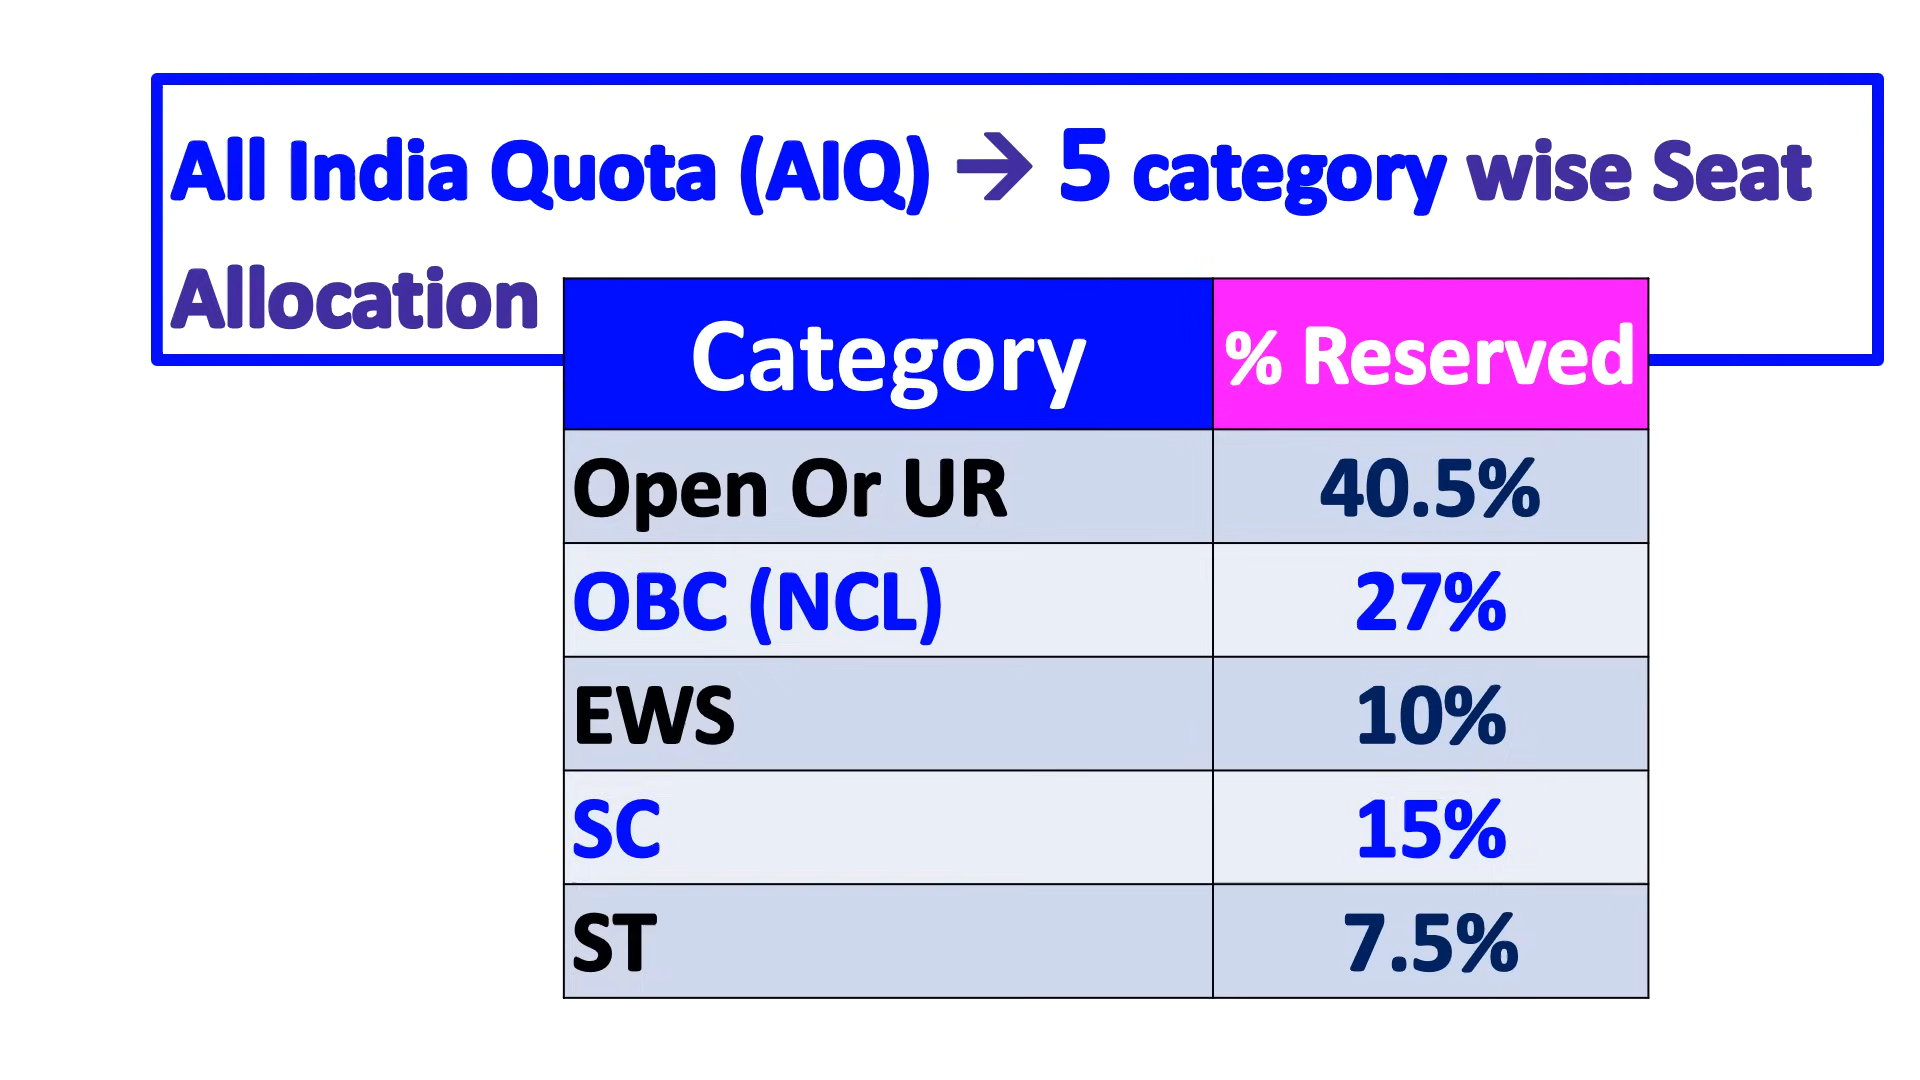 All India Quota (AIQ) → 5 category wise Seat
Allocation
Category % Reserved
Open Or UR 40.5%
OBC (NCL) 27%
EWS 10%
SC 15%
ST 7.5%